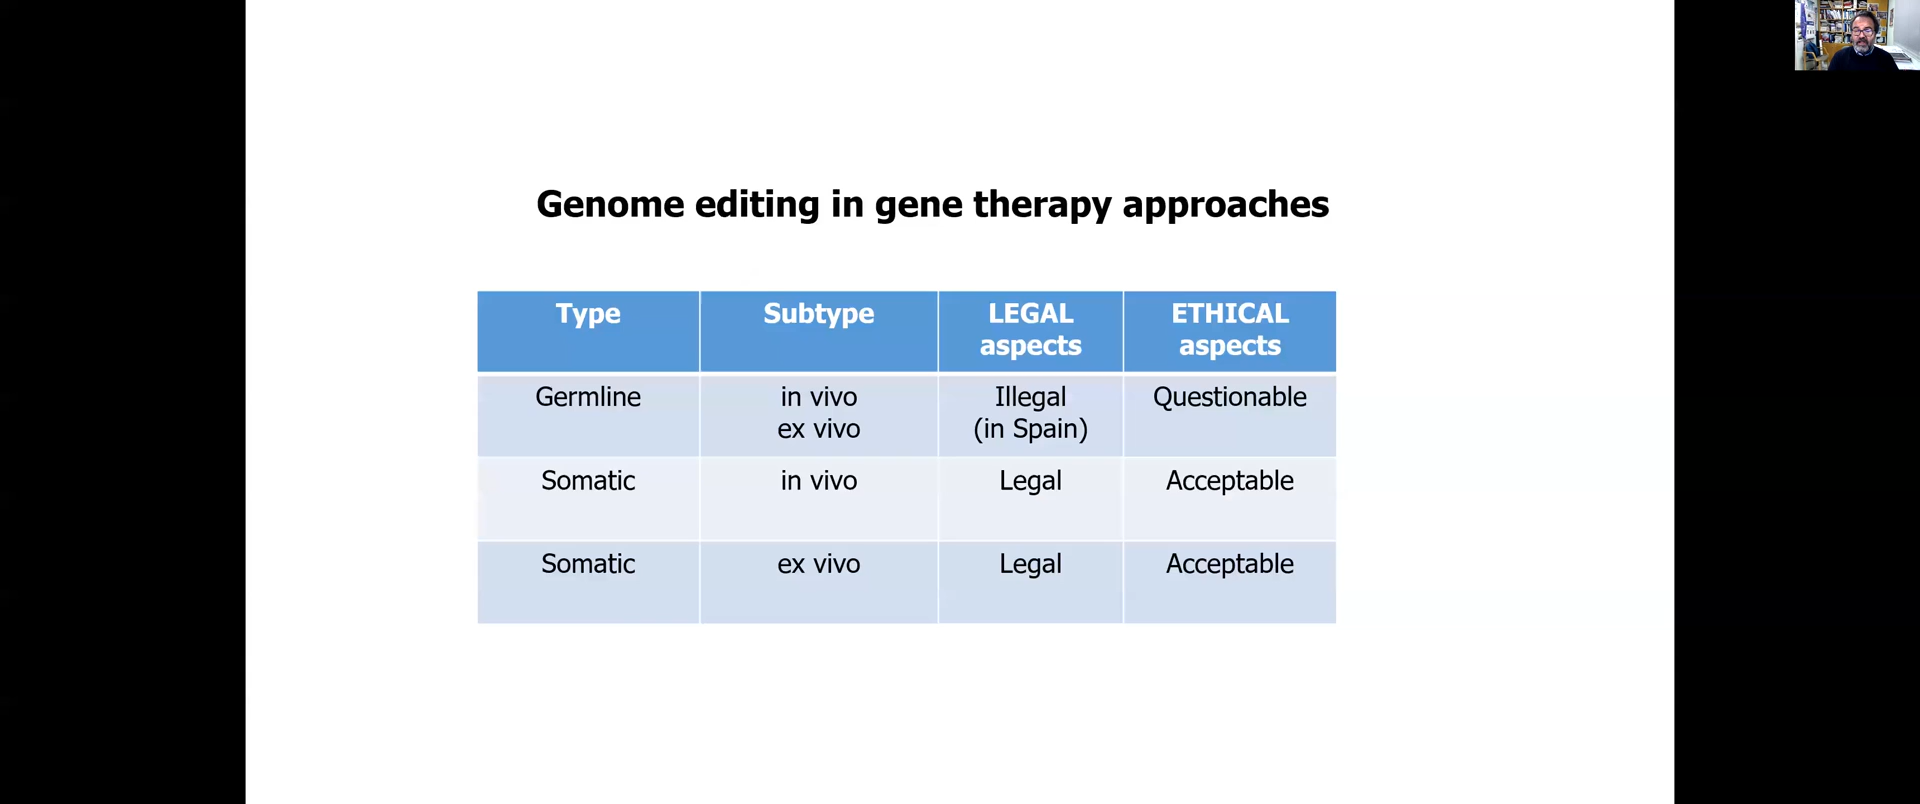 Genome editing in gene therapy approaches
Type
Subtype
LEGAL
aspects
ETHICAL
aspects
Germline
in vivo
ex vivo
Illegal
(in Spain)
Questionable
Somatic
in vivo
Legal
Acceptable
Somatic
ex vivo
Legal
Acceptable